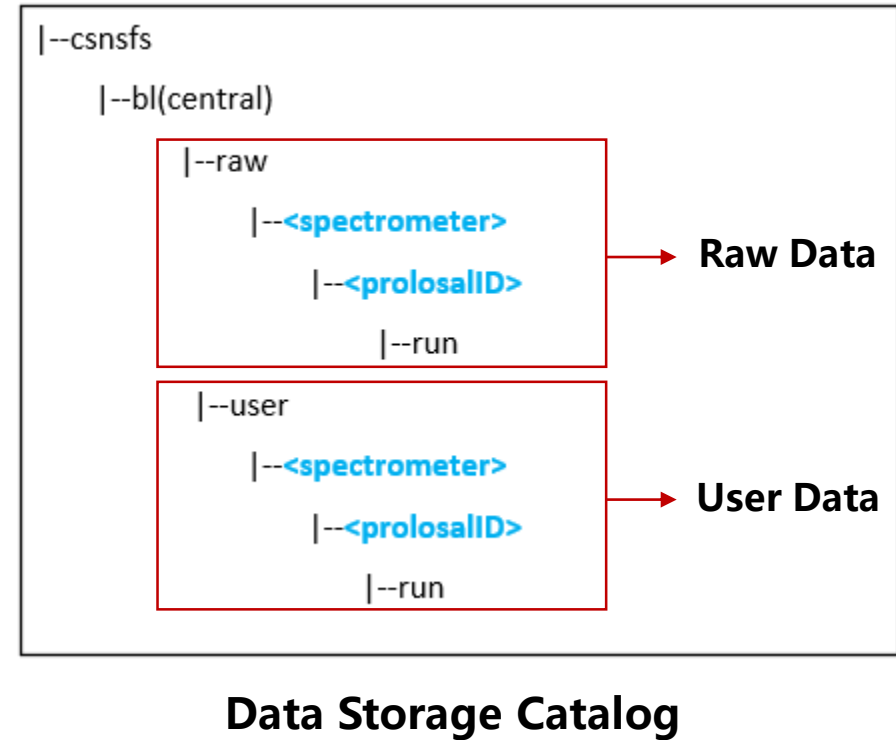 |--csnsfs
|--bl(central)
|--raw
|--<spectrometer>
|--<prolosalID>
|--run
Raw Data
|--user
|--<spectrometer>
|--<prolosalID>
|--run
User Data
Data Storage Catalog